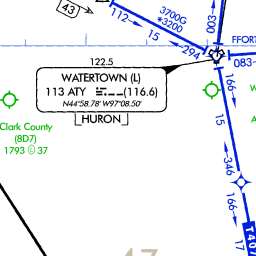 43
112
15
3700G
*3200
294
003
FFORT
083
122.5
WATERTOWN (L)
113 ATY (116.6)
N44°58.78' W97°08.50'
HURON
166
15
346
166
17
T407
Clark County
(8D7)
1793 37
47